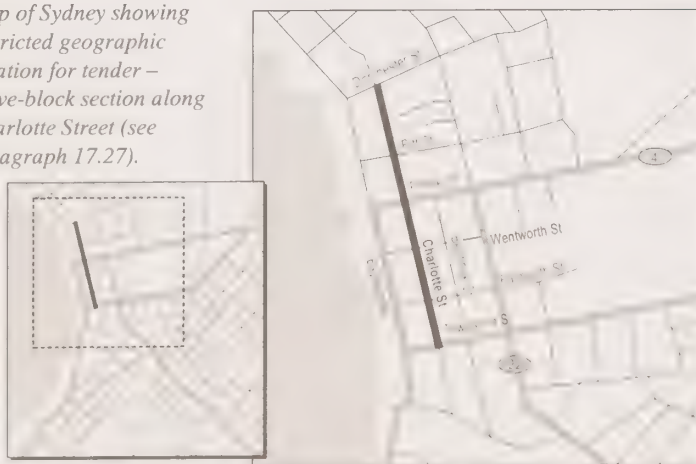 p of Sydney showing
ricted geographic
ation for tender –
ve-block section along
arlotte Street (see
agraph 17.27).
4
Wentworth St
Charlotte St
S